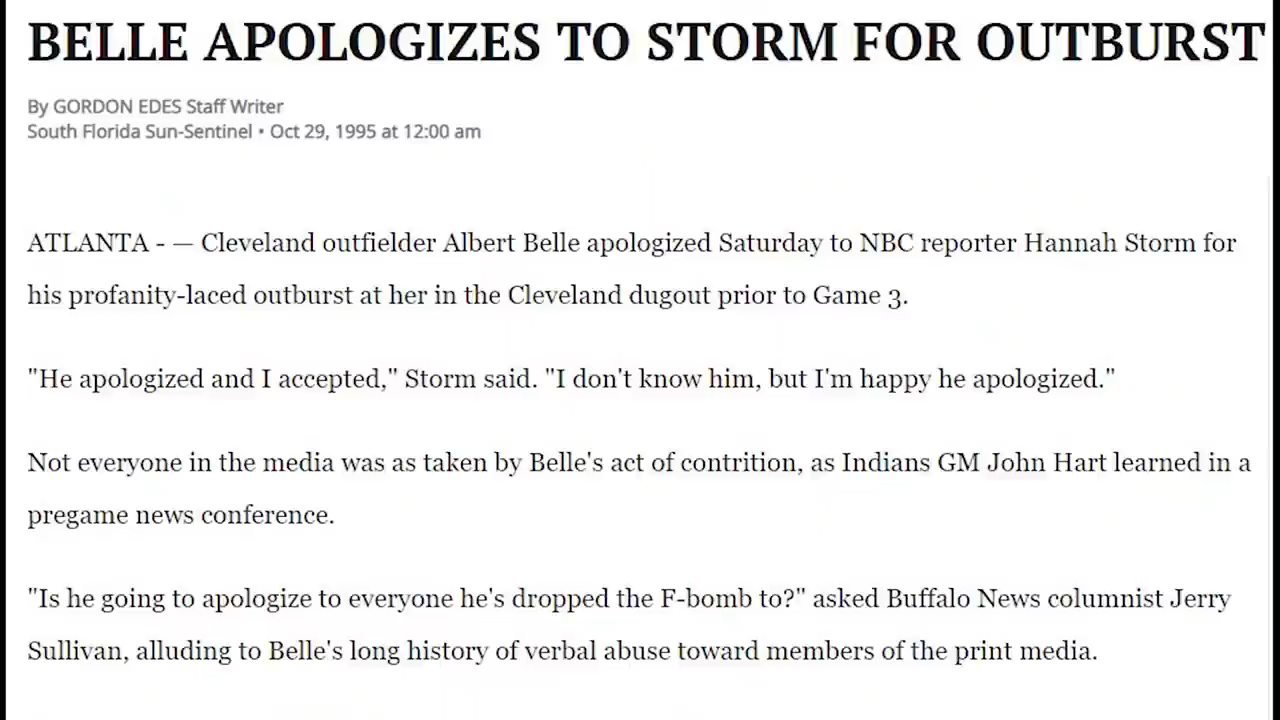 BELLE APOLOGIZES TO STORM FOR OUTBURST
By GORDON EDES Staff Writer
South Florida Sun-Sentinel • Oct 29, 1995 at 12:00 am
ATLANTA - — Cleveland outfielder Albert Belle apologized Saturday to NBC reporter Hannah Storm for
his profanity-laced outburst at her in the Cleveland dugout prior to Game 3.
"He apologized and I accepted," Storm said. "I don't know him, but I'm happy he apologized."
Not everyone in the media was as taken by Belle's act of contrition, as Indians GM John Hart learned in a
pregame news conference.
"Is he going to apologize to everyone he's dropped the F-bomb to?" asked Buffalo News columnist Jerry
Sullivan, alluding to Belle's long history of verbal abuse toward members of the print media.